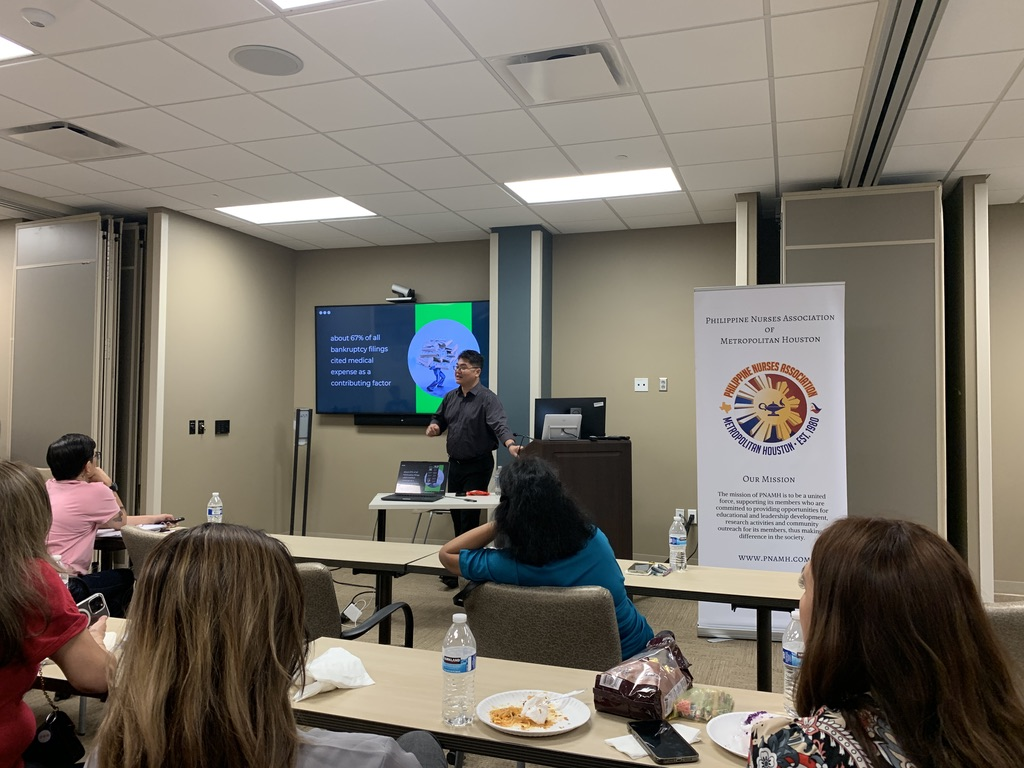 about 67% of all
bankruptcy filings
cited medical
expense as a
contributing factor
PHILIPPINE NURSES ASSOCIATION
OF
METROPOLITAN HOUSTON
PHILIPPINE NURSES ASSOCIATION
METROPOLITAN HOUSTON • EST. 1980
OUR MISSION
The mission of PNAMH is to be a united
force, supporting its members who are
committed to providing opportunities for
educational and leadership development,
research activities and community
outreach for its members, thus making
difference in the society.
WWW.PNAMH.COM
KIRKLAND